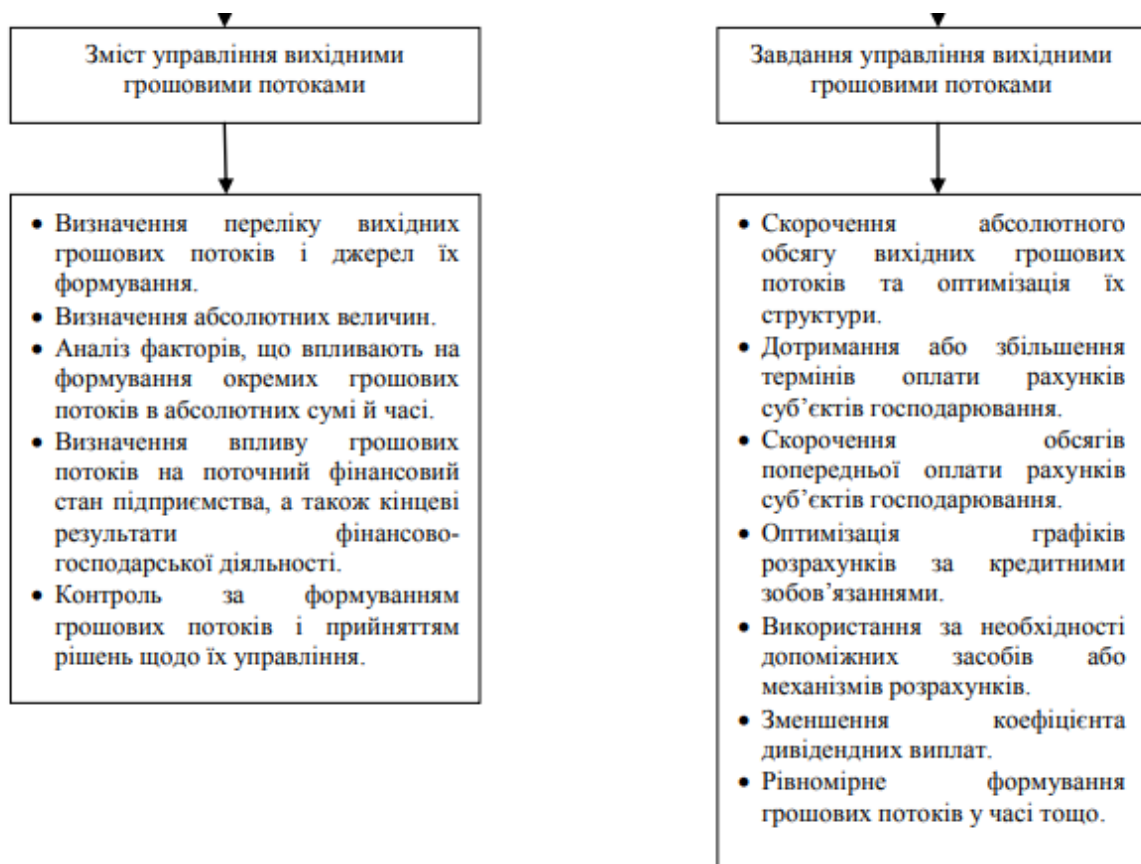 Зміст управління вихідними
грошовими потоками
Визначення переліку вихідних
грошових потоків і джерел їх
формування.
Визначення абсолютних величин.
Аналіз факторів, що впливають на
формування окремих грошових
потоків в абсолютних сумі й часі.
Визначення впливу грошових
потоків на поточний фінансовий
стан підприємства, а також кінцеві
результати фінансово-
господарської діяльності.
Контроль за формуванням
грошових потоків і прийняттям
рішень щодо їх управління.
Завдання управління вихідними
грошовими потоками
Скорочення абсолютного
обсягу вихідних грошових
потоків та оптимізація їх
структури.
Дотримання або збільшення
термінів оплати рахунків
суб’єктів господарювання.
Скорочення обсягів
попередньої оплати рахунків
суб’єктів господарювання.
Оптимізація графіків
розрахунків за кредитними
зобов’язаннями.
Використання за необхідності
допоміжних засобів або
механізмів розрахунків.
Зменшення коефіцієнта
дивідендних виплат.
Рівномірне формування
грошових потоків у часі тощо.